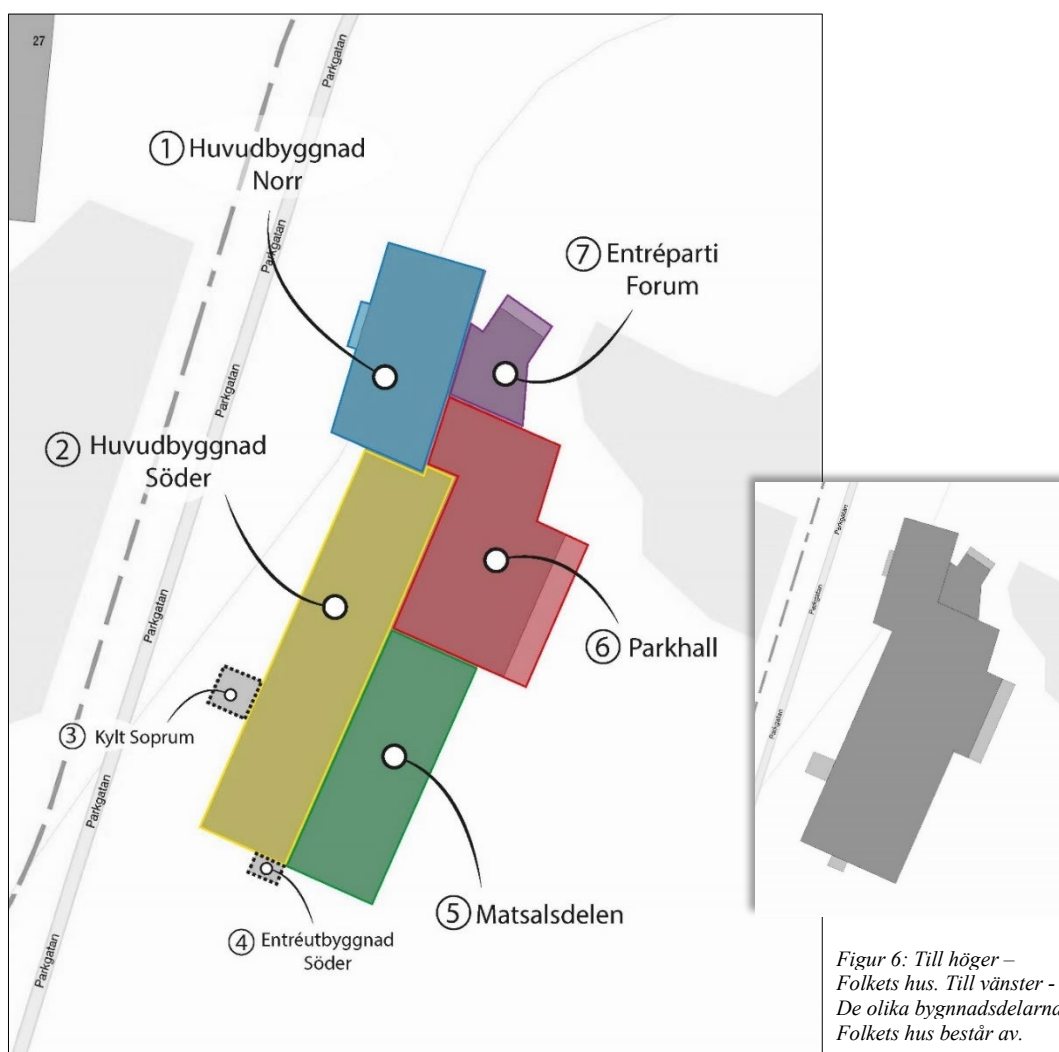 27
Parkgatan
① Huvudbyggnad
Norr
Parkgatan
⑦ Entréparti
Forum
Parkgatan
② Huvudbyggnad
Söder
Parkgatan
Parkgatan
⑥ Parkhall
③ Kylt Soprum
Parkgatan
Parkgatan
⑤ Matsalsdelen
④ Entréutbyggnad
Söder
Parkgatan
Figur 6: Till höger –
Folkets hus. Till vänster -
De olika bygnnadsdelarna
Folkets hus består av.